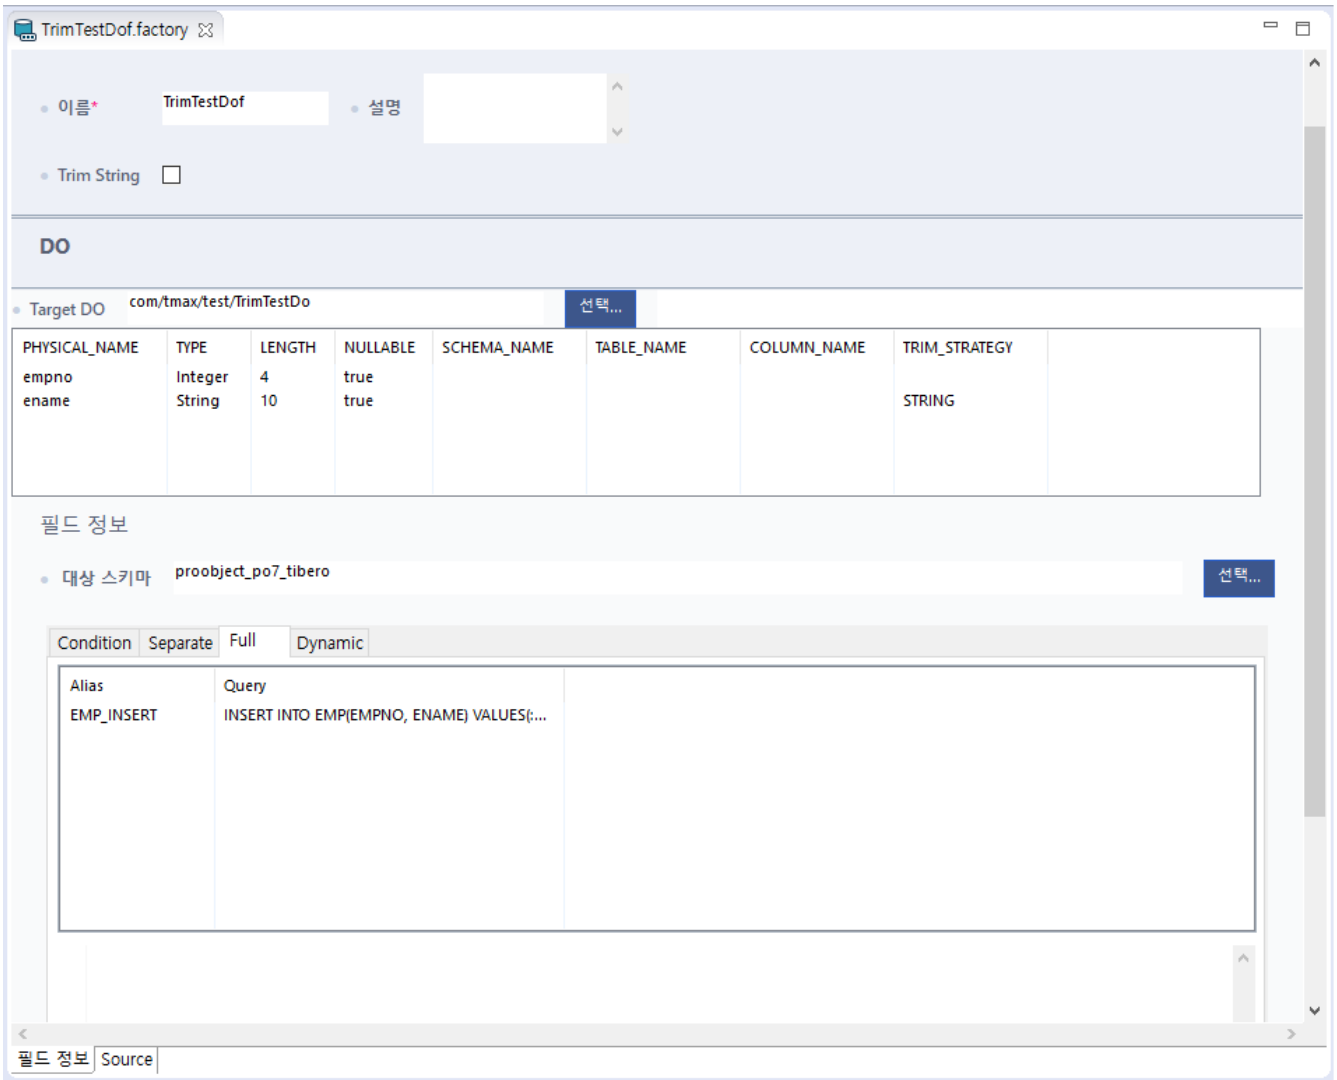 TrimTestDof.factory
이름* TrimTestDof 설명
Trim String
DO
Target DO com/tmax/test/TrimTestDo 선택...
PHYSICAL_NAME TYPE LENGTH NULLABLE SCHEMA_NAME TABLE_NAME COLUMN_NAME TRIM_STRATEGY
empno Integer 4 true
ename String 10 true STRING
필드 정보
대상 스키마 proobject_po7_tibero 선택...
Condition Separate Full Dynamic
Alias Query
EMP_INSERT INSERT INTO EMP(EMPNO, ENAME) VALUES(:...
필드 정보 Source